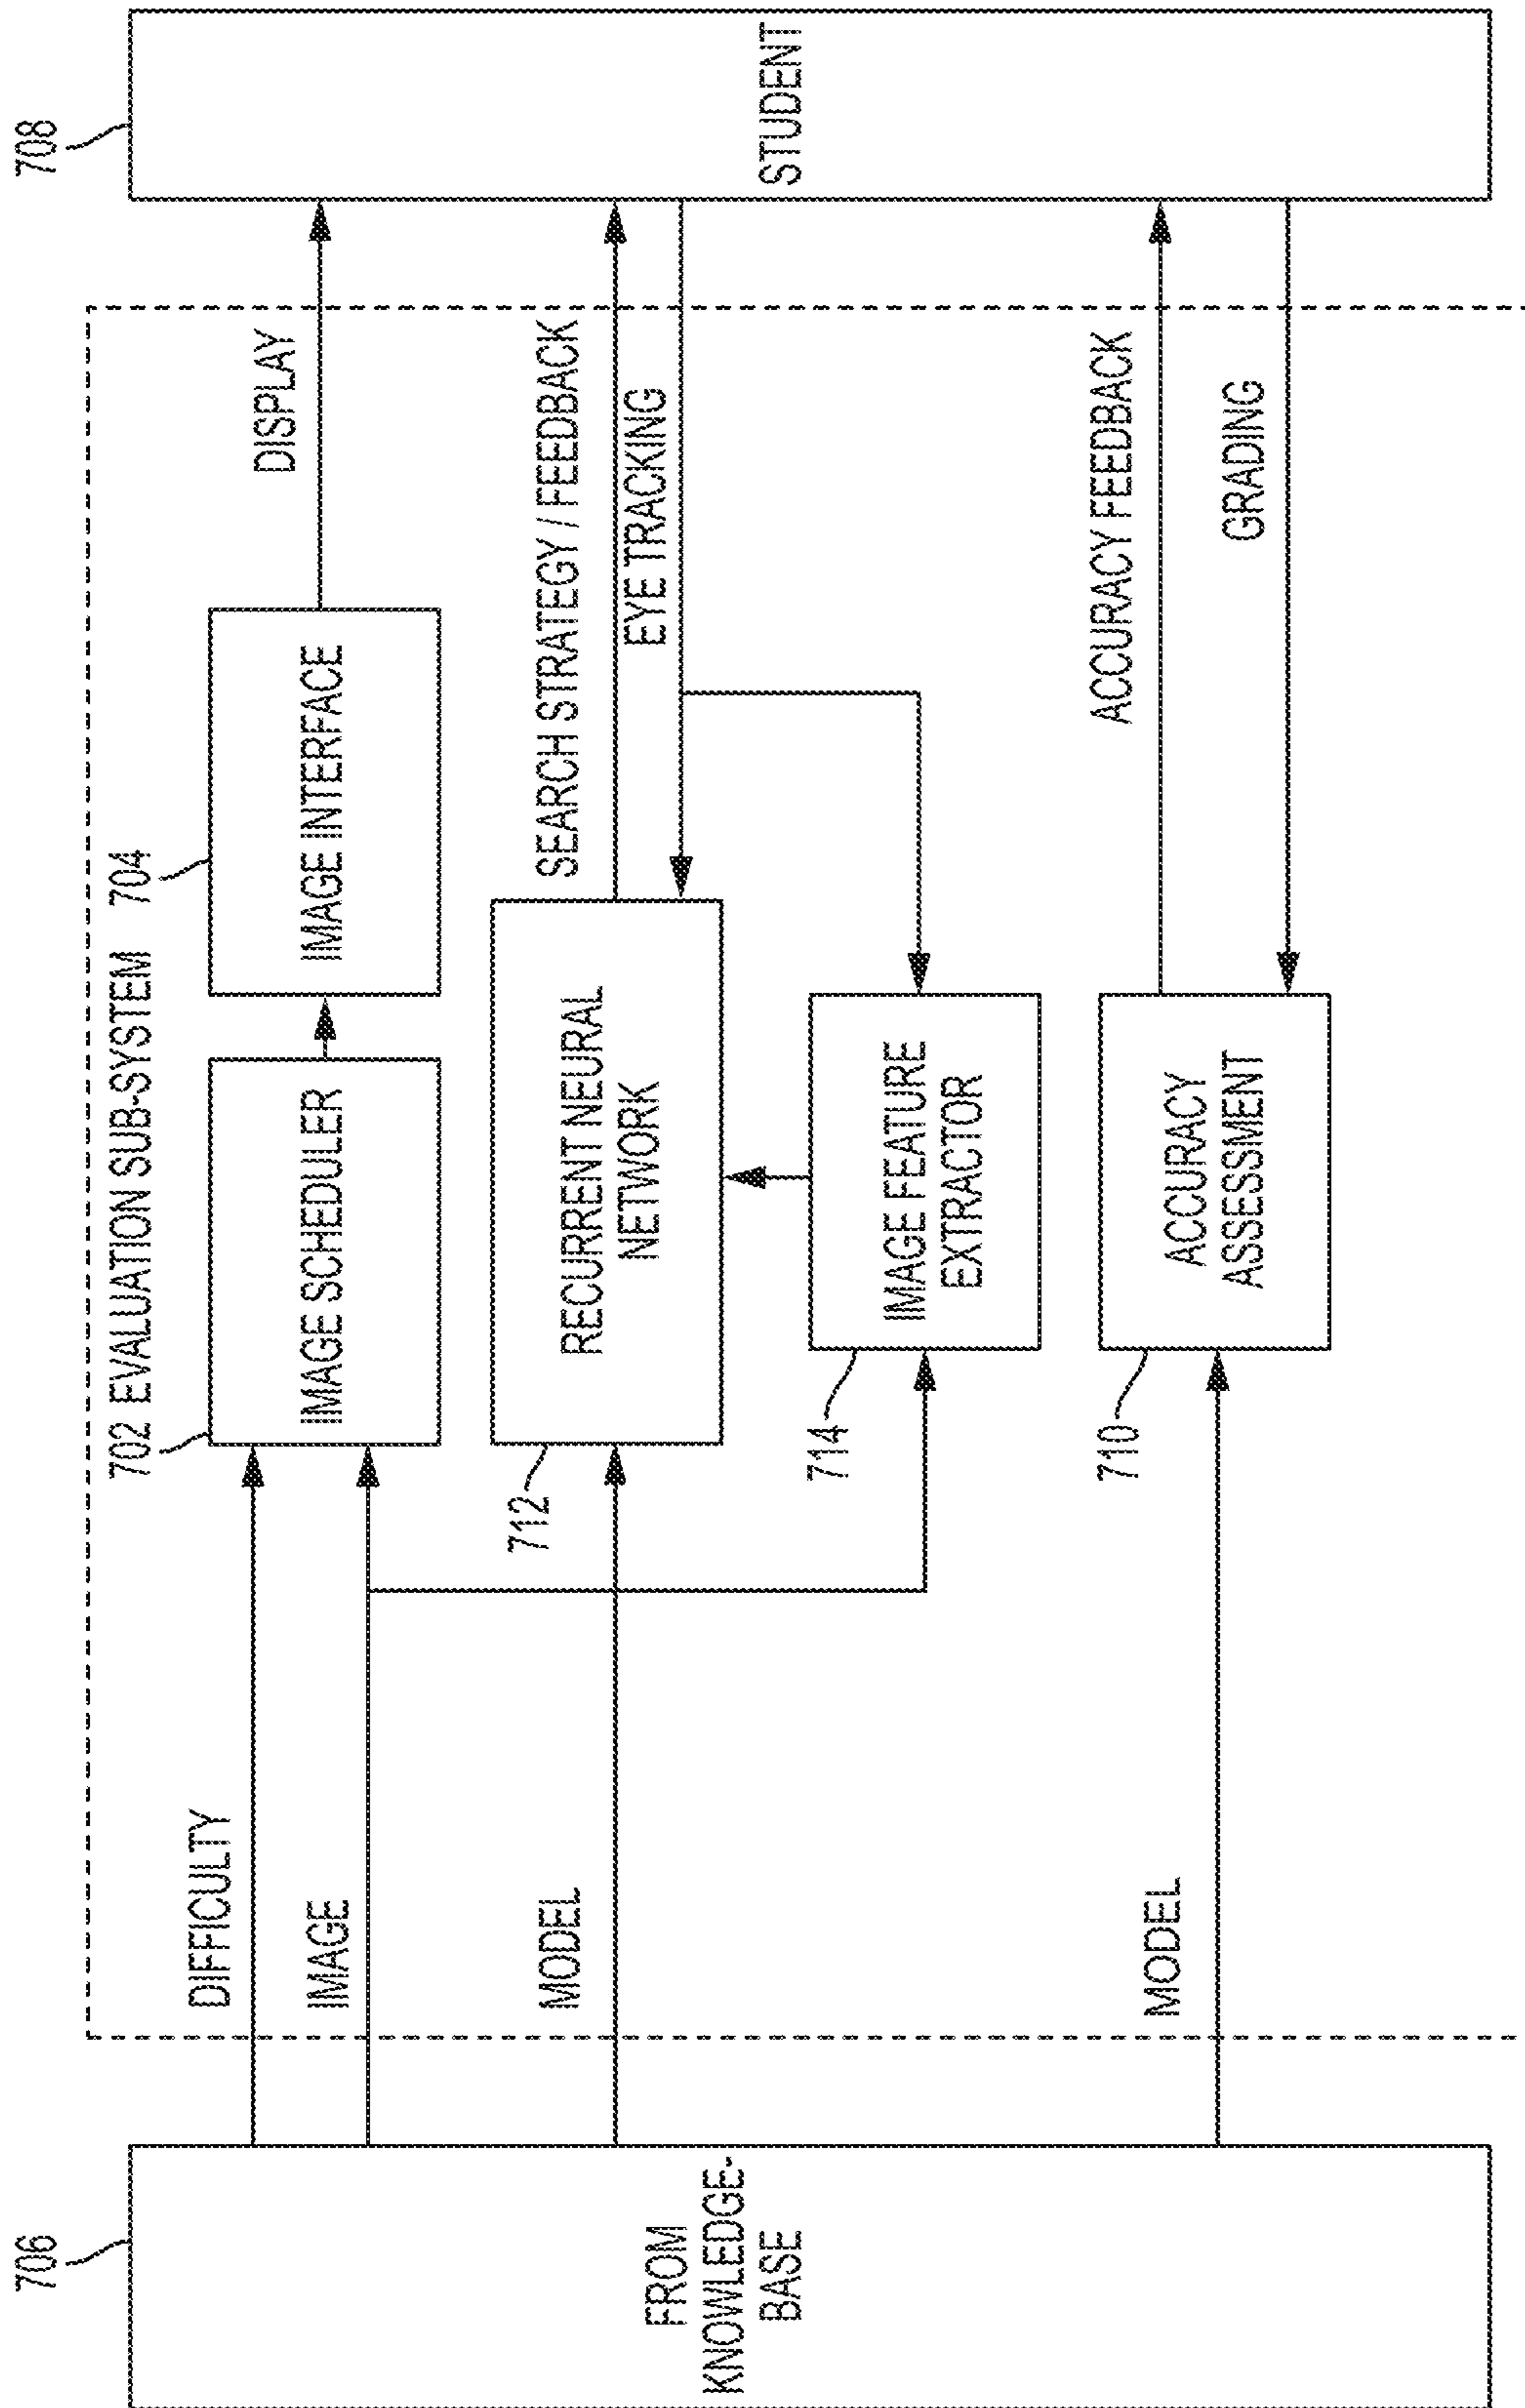 706
FROM
KNOWLEDGE-
BASE
DIFFICULTY
IMAGE
MODEL
MODEL
702 EVALUATION SUB-SYSTEM 704
IMAGE SCHEDULER
IMAGE INTERFACE
DISPLAY
712
RECURRENT NEURAL
NETWORK
SEARCH STRATEGY / FEEDBACK
EYE TRACKING
714
IMAGE FEATURE
EXTRACTOR
710
ACCURACY
ASSESSMENT
ACCURACY FEEDBACK
GRADING
708
STUDENT